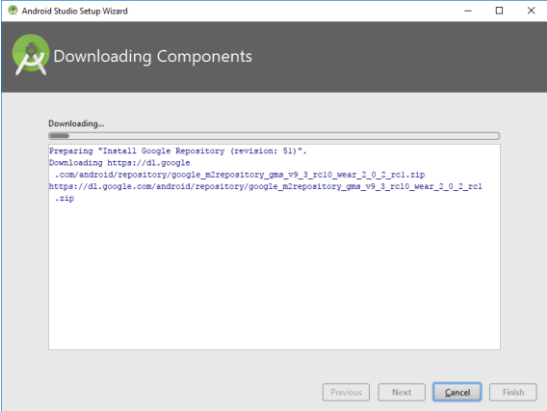 Android Studio Setup Wizard
Downloading Components
Downloading...
Preparing "Install Google Repository (revision: 51)".
Downloading https://dl.google
.com/android/repository/google_m2repository_gms_v9_3_rc10_wear_2_0_2_rc1.zip
https://dl.google.com/android/repository/google_m2repository_gms_v9_3_rc10_wear_2_0_2_rc1
.zip
Previous Next Cancel Finish